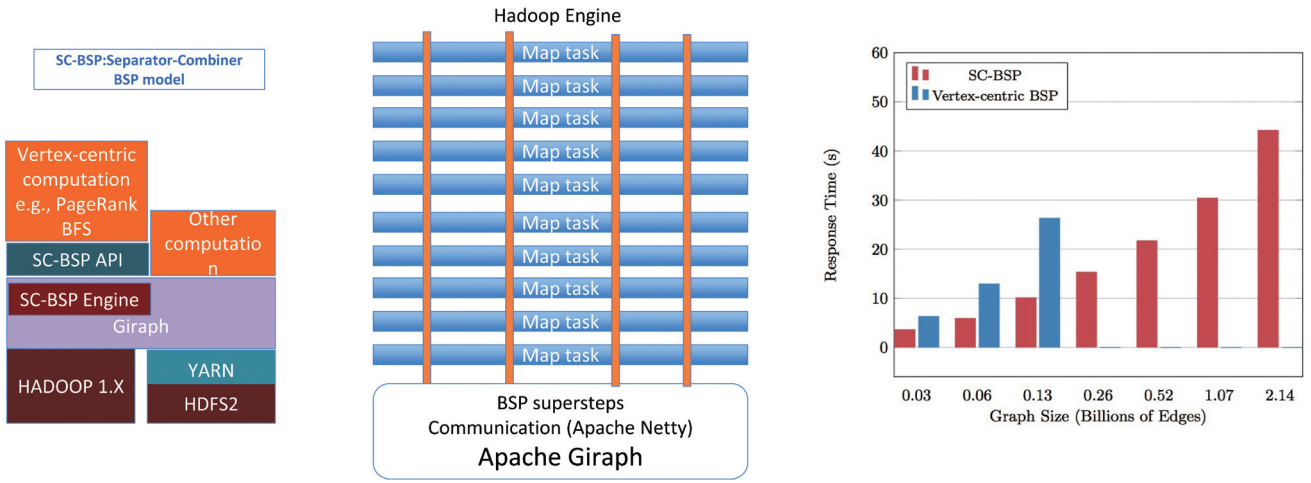 SC-BSP:Separator-Combiner
BSP model
Vertex-centric
computation
e.g., PageRank
BFS
Other
computatio
n
SC-BSP API
SC-BSP Engine
Giraph
HADOOP 1.X
YARN
HDFS2
Hadoop Engine
Map task
Map task
Map task
Map task
Map task
Map task
Map task
Map task
Map task
Map task
BSP supersteps
Communication (Apache Netty)
Apache Giraph
SC-BSP
Vertex-centric BSP
Response Time (s)
60
50
40
30
20
10
0
0.03 0.06 0.13 0.26 0.52 1.07 2.14
Graph Size (Billions of Edges)